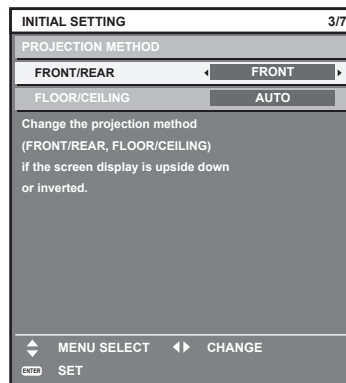 INITIAL SETTING 3/7
PROJECTION METHOD
FRONT/REAR FRONT
FLOOR/CEILING AUTO
Change the projection method
(FRONT/REAR, FLOOR/CEILING)
if the screen display is upside down
or inverted.
MENU SELECT CHANGE
ENTER SET